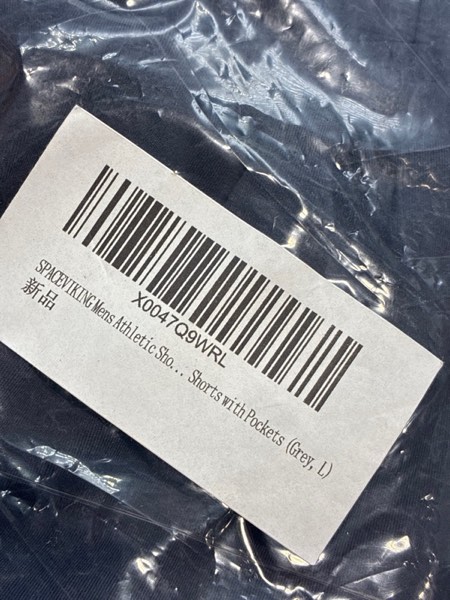 X0047Q9WRL
SPACEVIKING Mens Athletic Sho... Shorts with Pockets (Grey, L)
新品